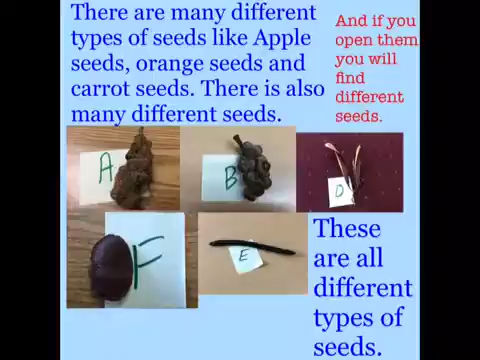 There are many different
types of seeds like Apple
seeds, orange seeds and
carrot seeds. There is also
many different seeds.
And if you
open them
you will
find
different
seeds.
A
B
D
F
E
These
are all
different
types of
seeds.